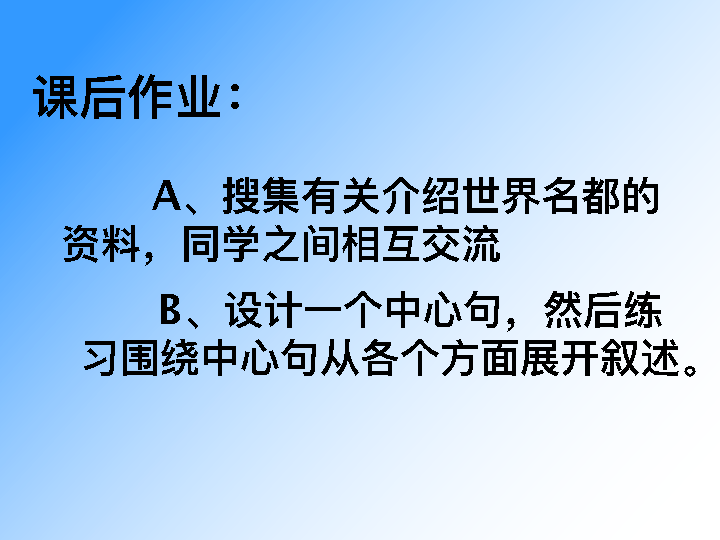 课后作业：
A、搜集有关介绍世界名都的
资料，同学之间相互交流
B、设计一个中心句，然后练
习围绕中心句从各个方面展开叙述。